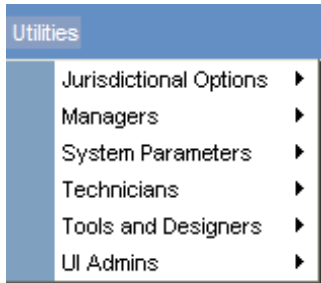 Utilities
Jurisdictional Options
Managers
System Parameters
Technicians
Tools and Designers
UI Admins